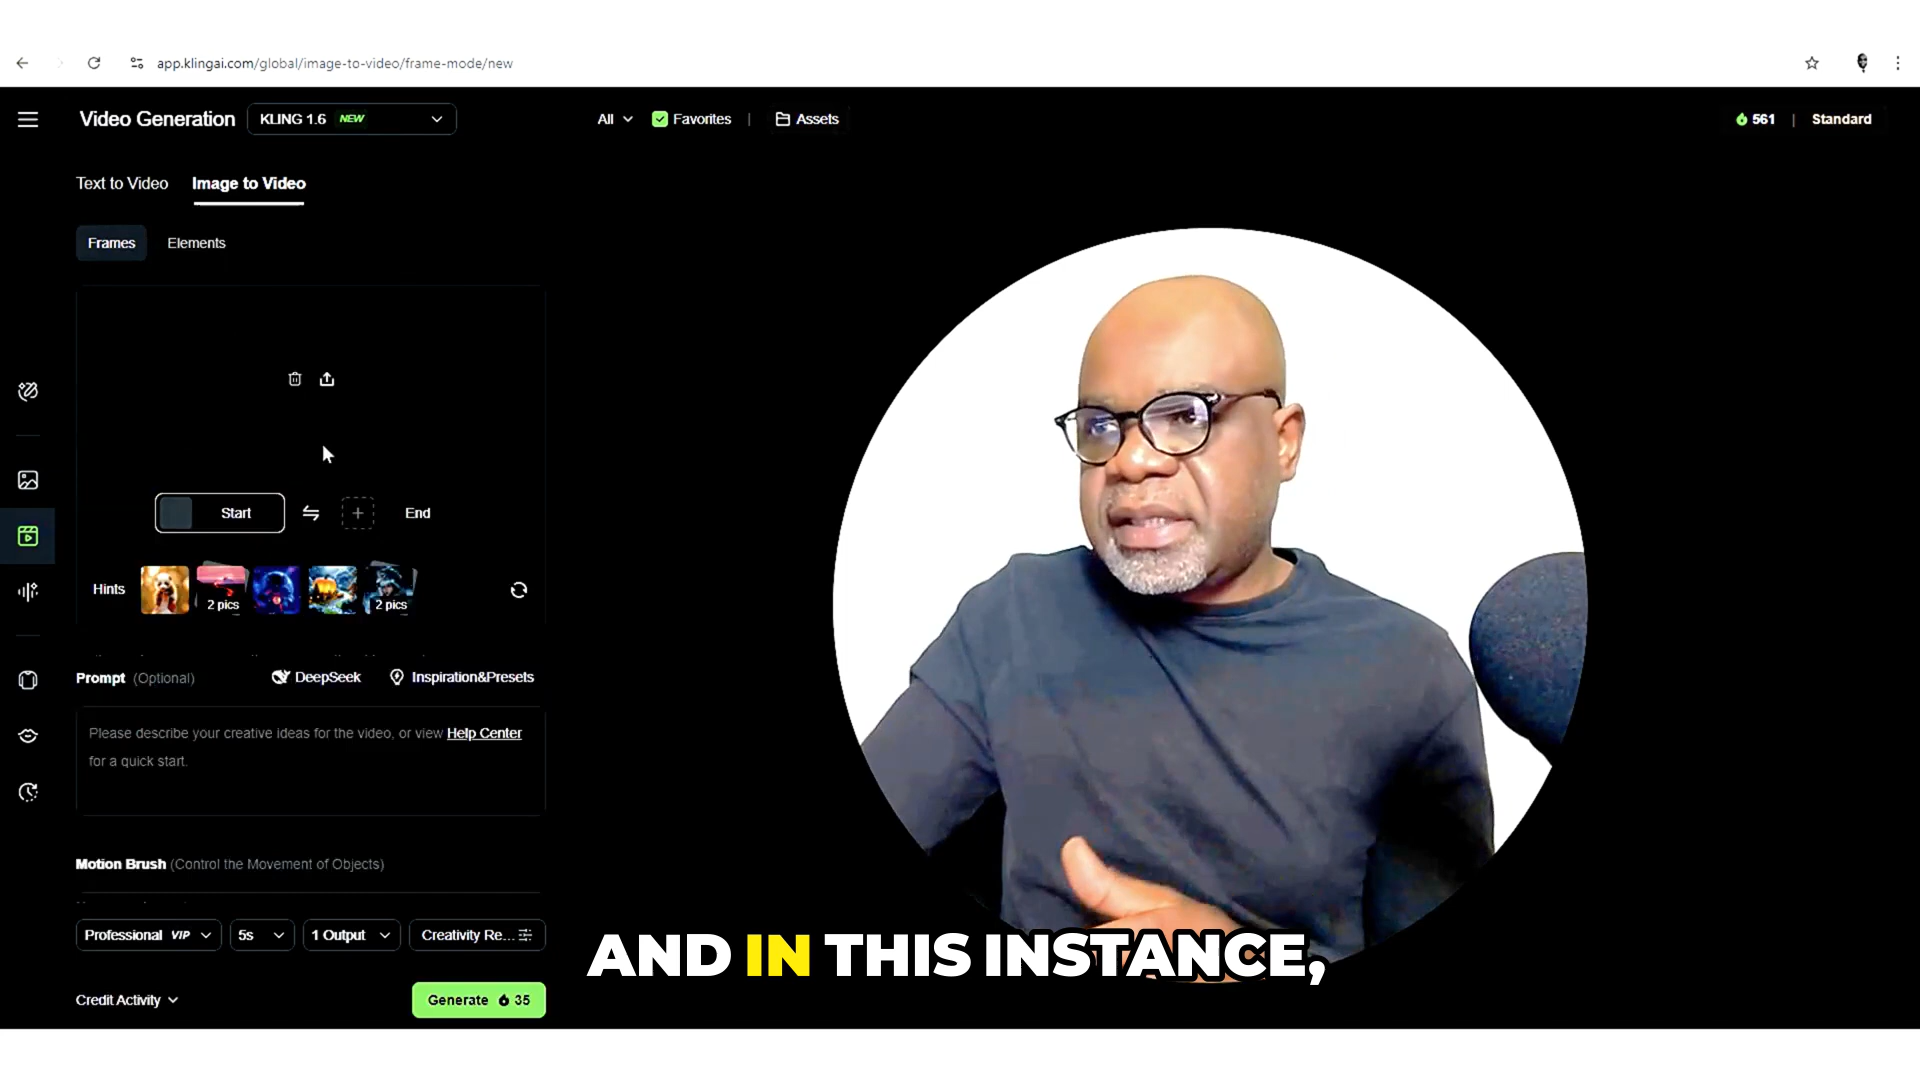 app.klingai.com/global/image-to-video/frame-mode/new
Video Generation
KLING 1.6 NEW
All
Favorites
Assets
561
Standard
Text to Video
Image to Video
Frames
Elements
Start
End
Hints
2 pics
2 pics
Prompt (Optional)
DeepSeek
Inspiration&Presets
Please describe your creative ideas for the video, or view Help Center
for a quick start.
Motion Brush (Control the Movement of Objects)
Professional VIP
5s
1 Output
Creativity Re...
Credit Activity
Generate 35
AND IN THIS INSTANCE,